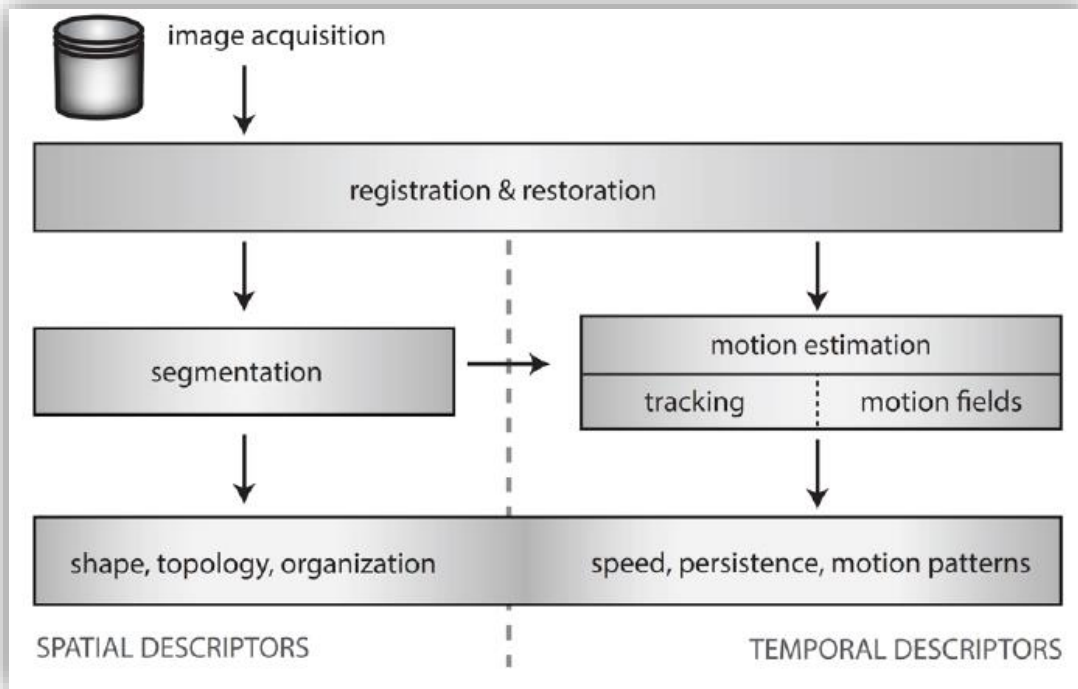 image acquisition
registration & restoration
segmentation
motion estimation
tracking
motion fields
shape, topology, organization
speed, persistence, motion patterns
SPATIAL DESCRIPTORS
TEMPORAL DESCRIPTORS